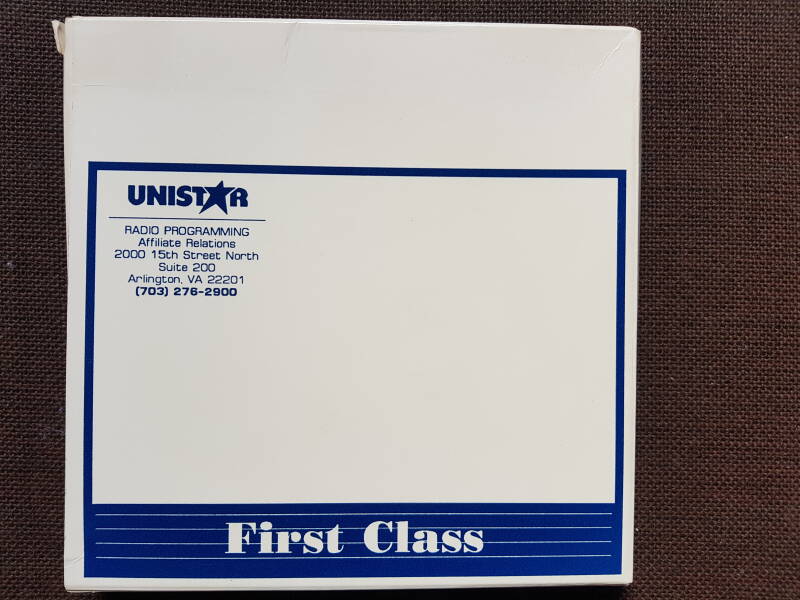 UNISTAR
RADIO PROGRAMMING
Affiliate Relations
2000 15th Street North
Suite 200
Arlington, VA 22201
(703) 276-2900
First Class